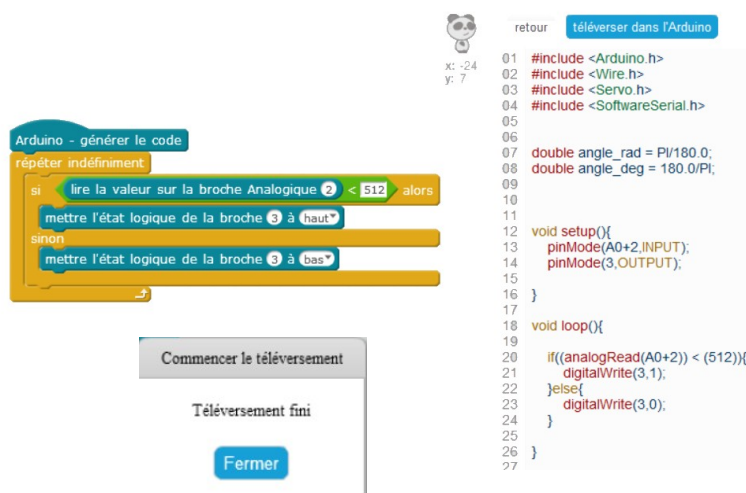 x: -24
y: 7
retour
téléverser dans l'Arduino
Arduino - générer le code
répéter indéfiniment
si lire la valeur sur la broche Analogique 2 < 512 alors
mettre l'état logique de la broche 3 à haut
sinon
mettre l'état logique de la broche 3 à bas
Commencer le téléversement
Téléversement fini
Fermer
01 #include <Arduino.h>
02 #include <Wire.h>
03 #include <Servo.h>
04 #include <SoftwareSerial.h>
05
06
07 double angle_rad = PI/180.0;
08 double angle_deg = 180.0/PI;
09
10
11
12 void setup(){
13 pinMode(A0+2,INPUT);
14 pinMode(3,OUTPUT);
15
16 }
17
18 void loop(){
19
20 if((analogRead(A0+2)) < (512)){
21 digitalWrite(3,1);
22 }else{
23 digitalWrite(3,0);
24 }
25
26 }
27